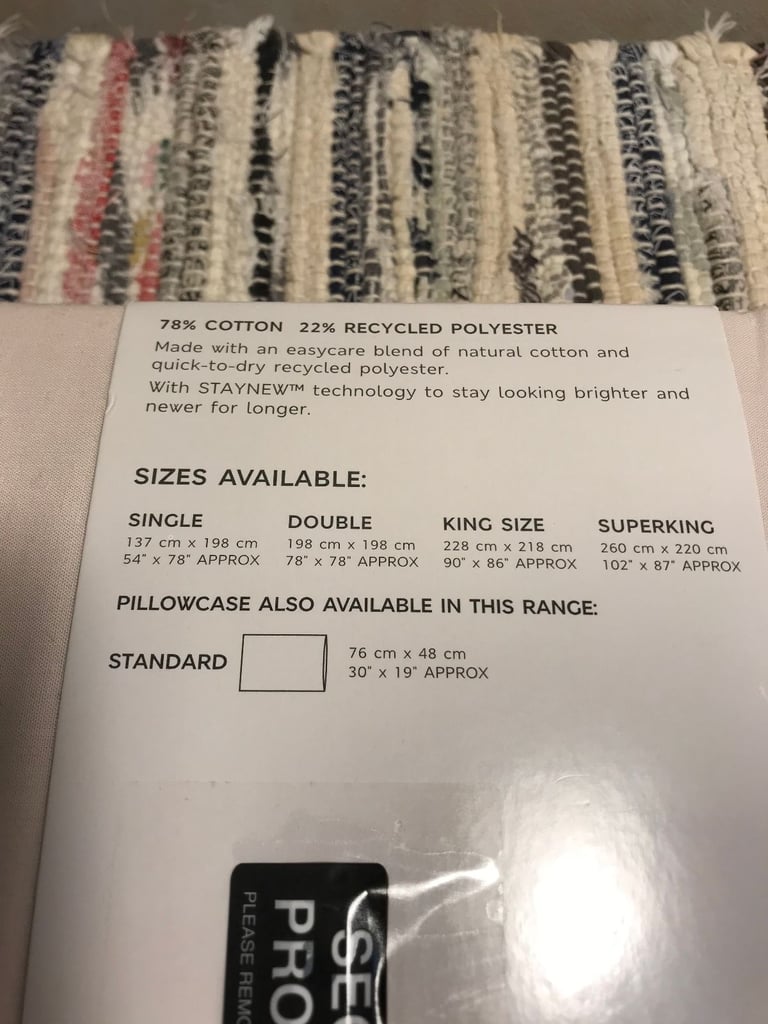 78% COTTON 22% RECYCLED POLYESTER
Made with an easycare blend of natural cotton and
quick-to-dry recycled polyester.
With STAYNEW™ technology to stay looking brighter and
newer for longer.
SIZES AVAILABLE:
SINGLE DOUBLE KING SIZE SUPERKING
137 cm x 198 cm 198 cm x 198 cm 228 cm x 218 cm 260 cm x 220 cm
54" x 78" APPROX 78" x 78" APPROX 90" x 86" APPROX 102" x 87" APPROX
PILLOWCASE ALSO AVAILABLE IN THIS RANGE:
STANDARD
76 cm x 48 cm
30" x 19" APPROX
SEC
PRO
PLEASE REMO